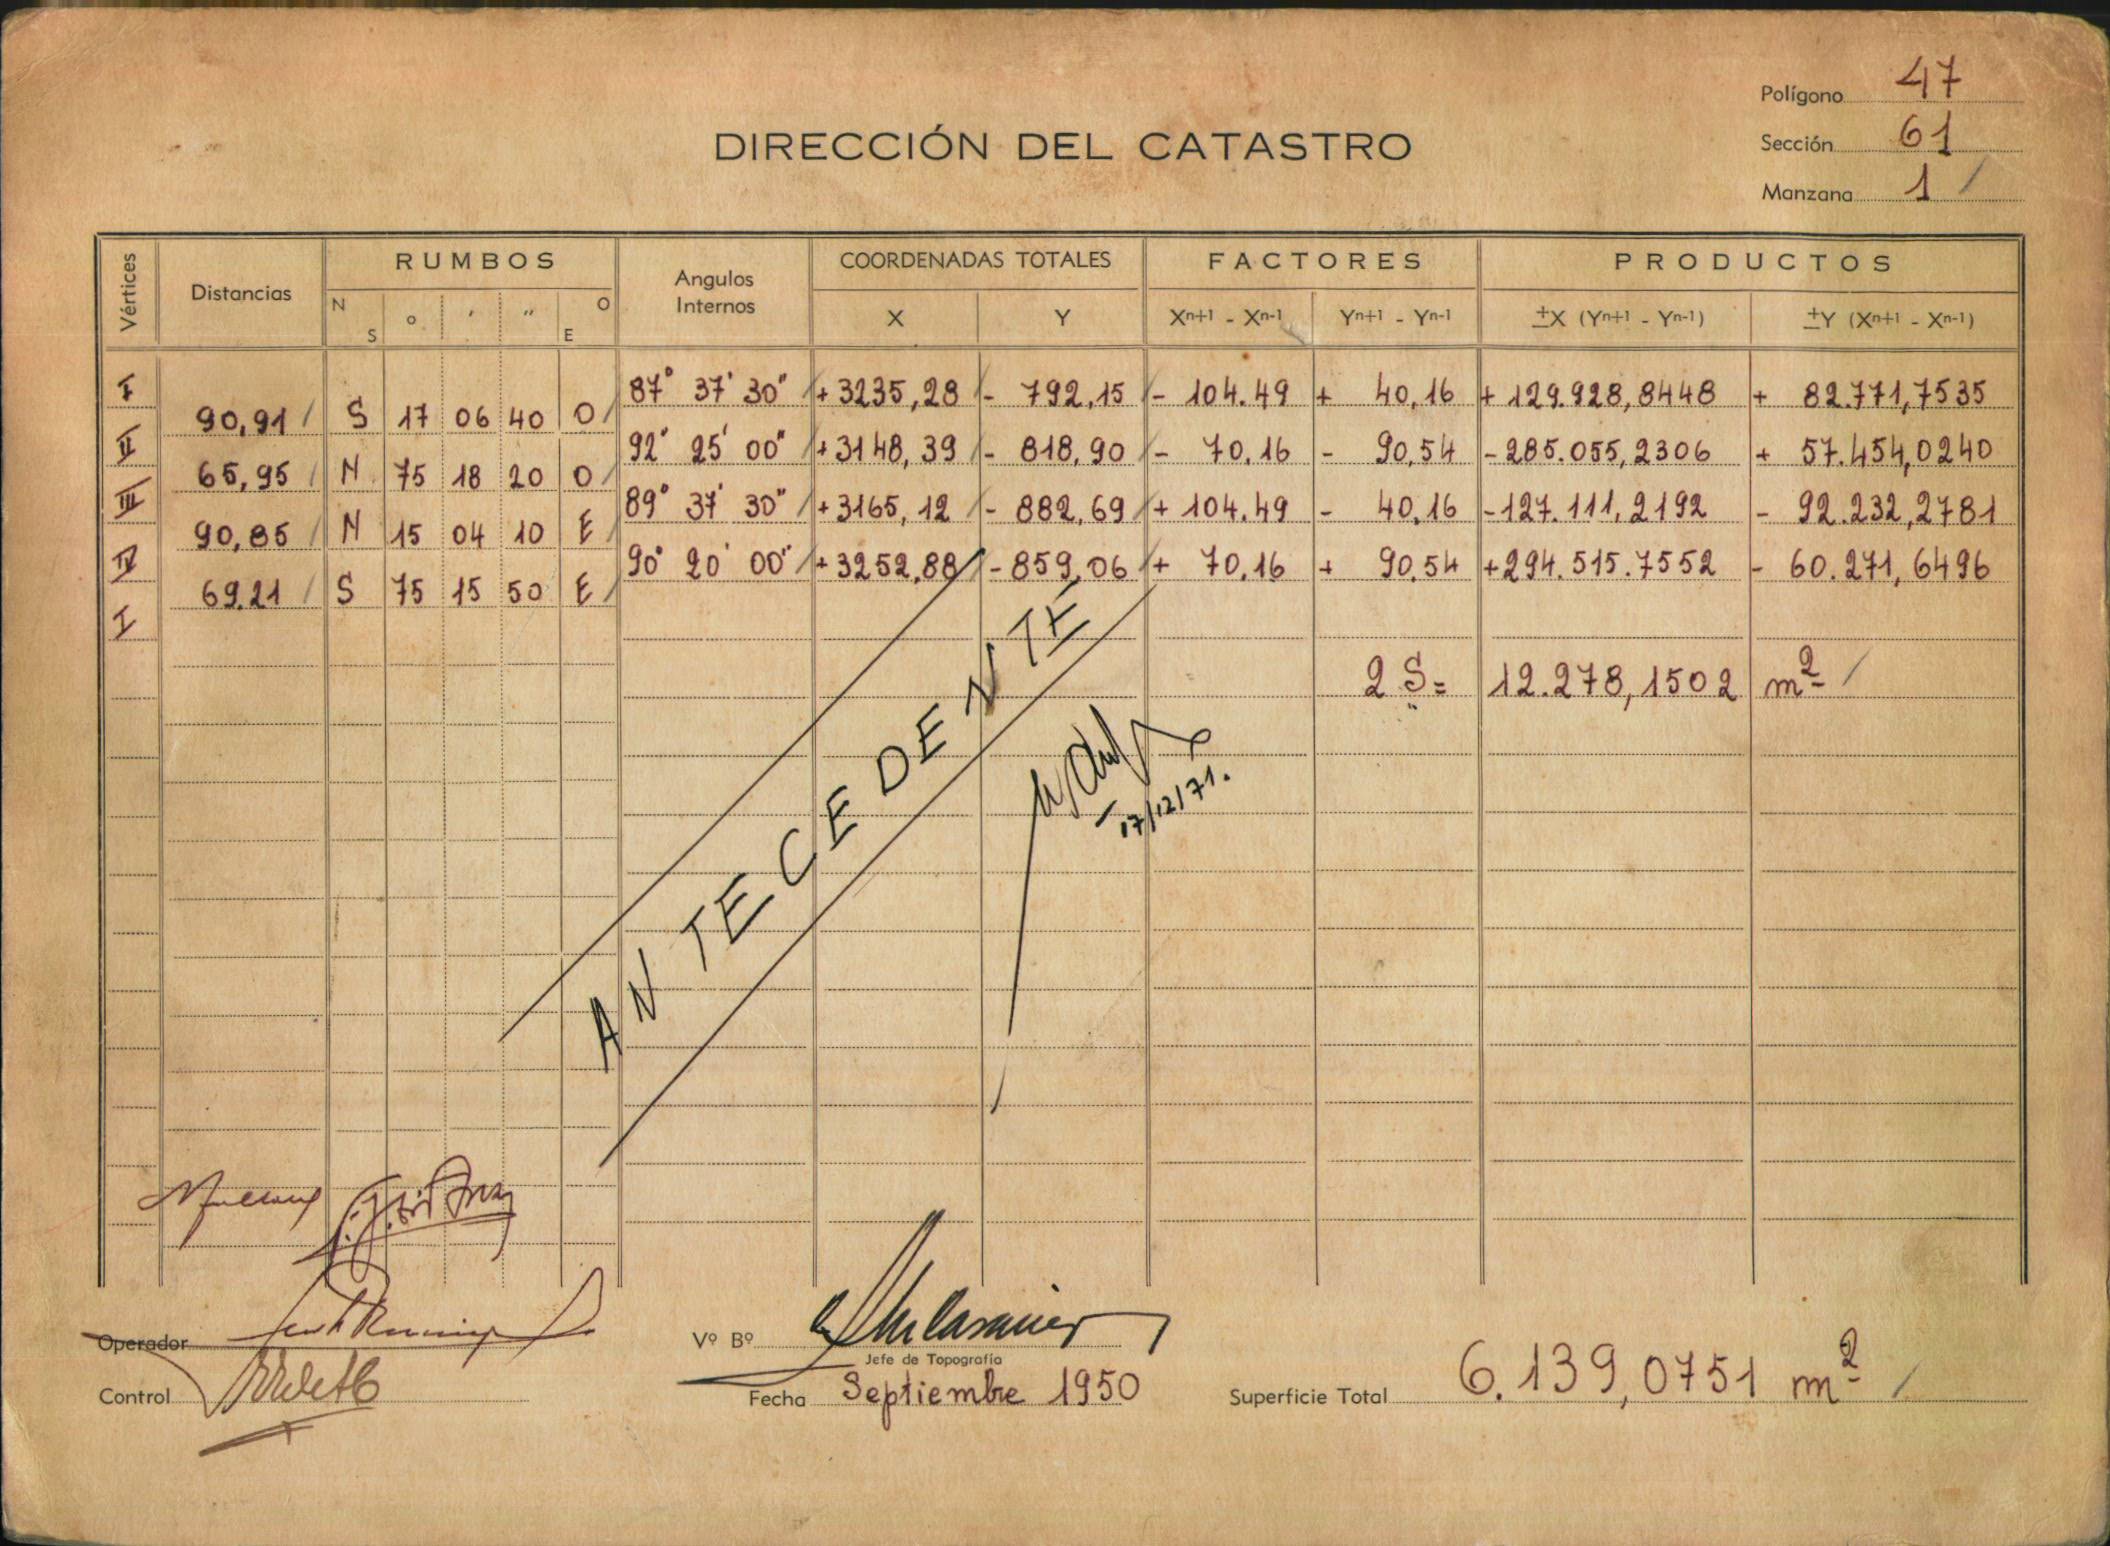 Polígono 47
DIRECCIÓN DEL CATASTRO
Sección 61
Manzana 1 /
Vértices Distancias RUMBOS Angulos Internos COORDENADAS TOTALES FACTORES PRODUCTOS
N S ° ' " O E X Y Xn+1 - Xn-1 Yn+1 - Yn-1 ±X (Yn+1 - Yn-1) ±Y (Xn+1 - Xn-1)
I 87° 37' 30" / +3235,28 / - 792,15 / - 104.49 + 40,16 + 129.928,8448 + 82.771,7535
90,91 / S 17 06 40 O /
II 92° 25' 00" / +3148,39 / - 818,90 / - 70.16 - 90,54 -285.055,2306 + 57.454,0240
65,95 / N 75 18 20 O /
III 89° 37' 30" / +3165,12 / - 882,69 / + 104.49 - 40,16 -127.111,2192 - 92.232,2781
90,85 / N 15 04 10 E /
IV 90° 20' 00" / +3252,88 / -859,06 / + 70,16 + 90,54 +294.515.7552 - 60.271,6496
69.21 / S 75 15 50 E /
I
2 S = 12.278,1502 m² /
ANTECEDENTE
17/12/71.
Operador
Vº Bº
Jefe de Topografía
Control
Fecha Septiembre 1950
Superficie Total 6.139,0751 m² /